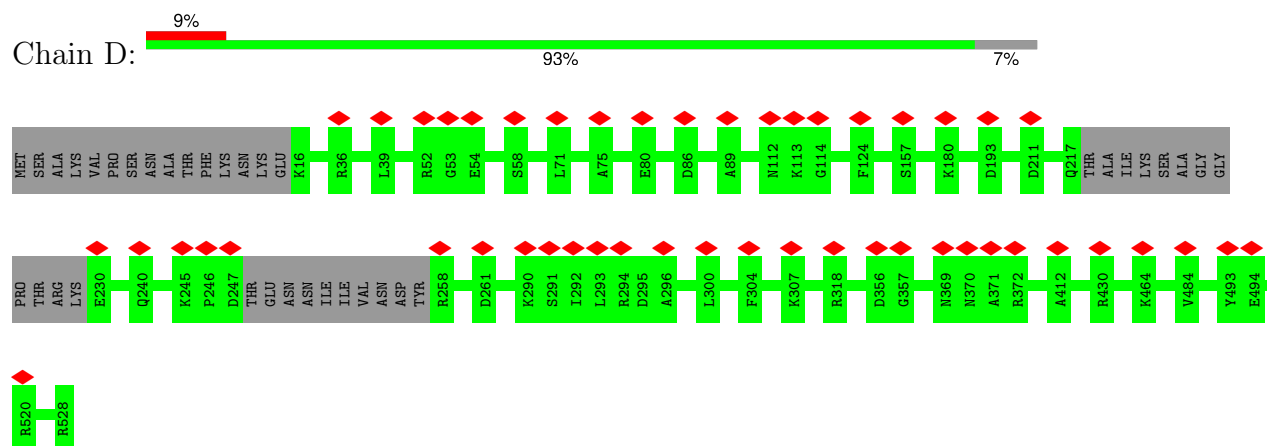 9%
Chain D:
93% 7%
MET SER ALA LYS VAL PRO SER ASN ALA THR PHE LYS ASN LYS GLU K16 R36 L39 R52 G53 E54 S58 L71 A75 E80 D86 A89 N112 K113 G114 F124 S157 K180 D193 D211 Q217 THR ALA ILE LYS SER ALA GLY GLY
PRO THR ARG LYS E230 Q240 K245 P246 D247 THR GLU ASN ASN ILE ILE VAL ASN ASP TYR R258 D261 K290 S291 I292 L293 R294 D295 A296 L300 F304 K307 R318 D356 G357 N369 N370 A371 R372 A412 R430 K464 V484 Y493 E494
R520 R528